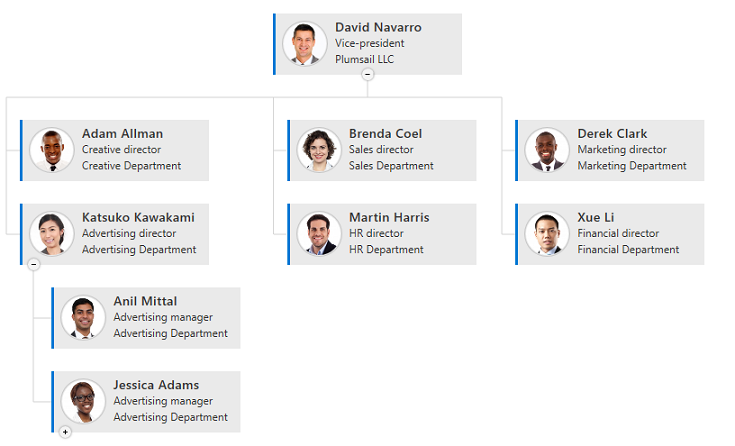 David Navarro
Vice-president
Plumsail LLC
Adam Allman
Creative director
Creative Department
Brenda Coel
Sales director
Sales Department
Derek Clark
Marketing director
Marketing Department
Katsuko Kawakami
Advertising director
Advertising Department
Martin Harris
HR director
HR Department
Xue Li
Financial director
Financial Department
Anil Mittal
Advertising manager
Advertising Department
Jessica Adams
Advertising manager
Advertising Department